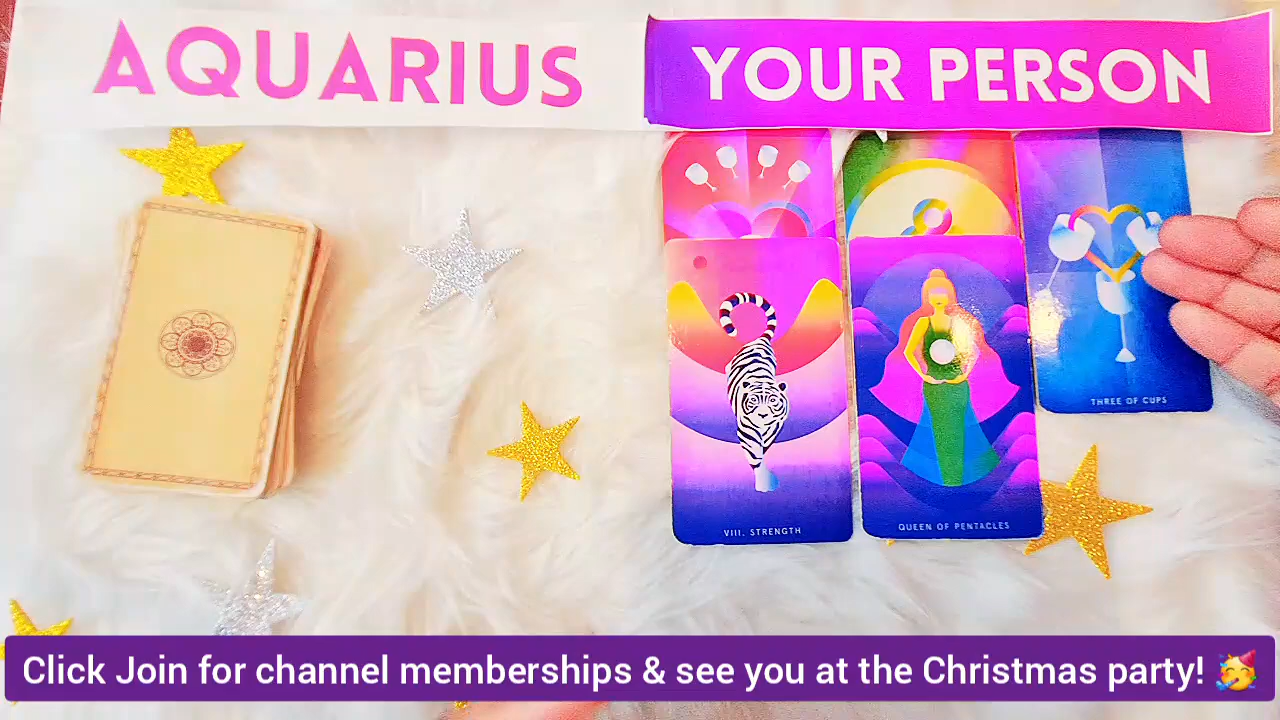 AQUARIUS
YOUR PERSON
THREE OF CUPS
VIII. STRENGTH
QUEEN OF PENTACLES
Click Join for channel memberships & see you at the Christmas party! 🥳